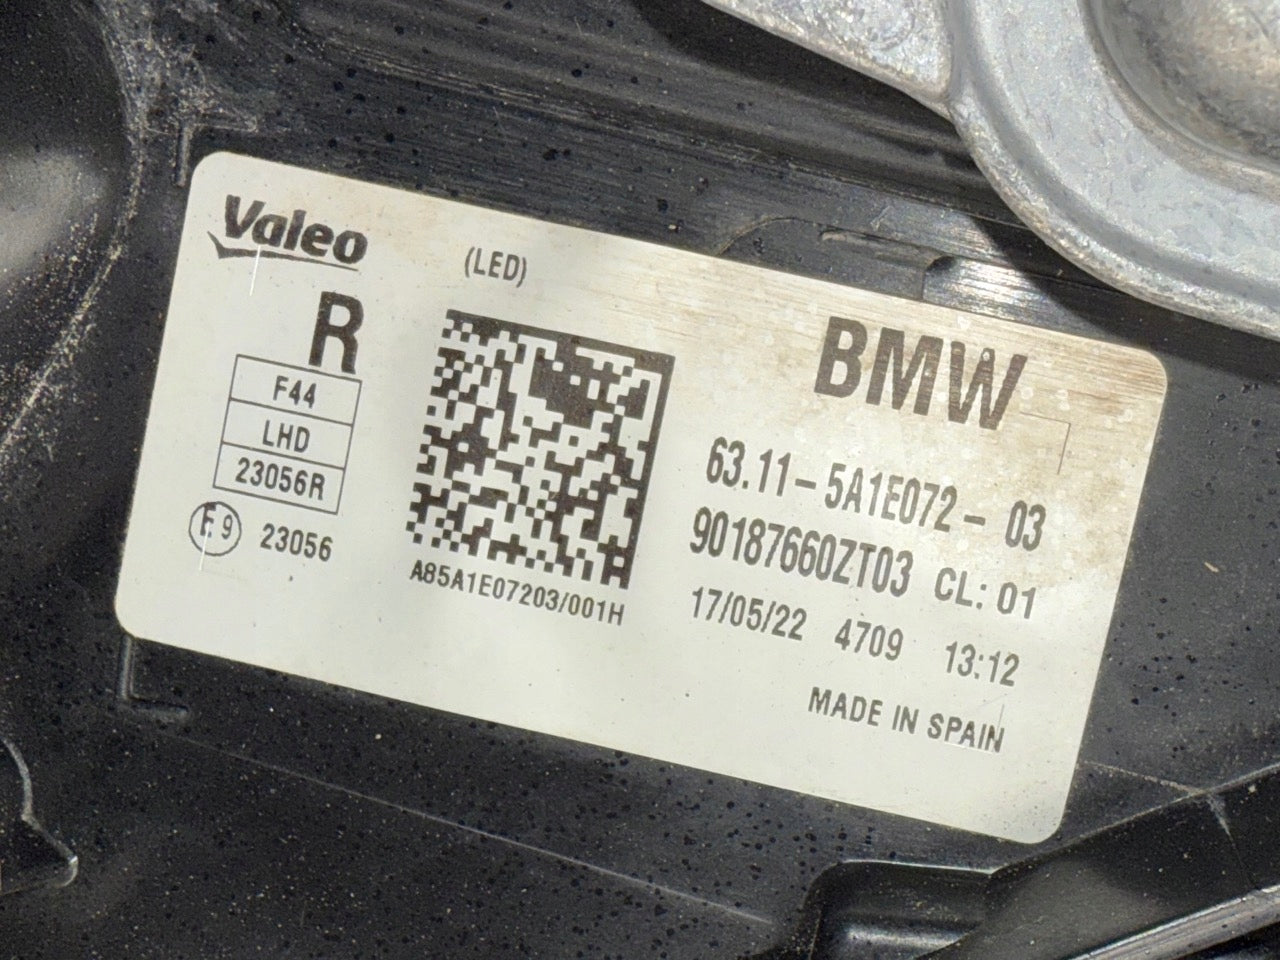 Valeo
(LED)
R
F44
LHD
23056R
E9 23056
A85A1E07203/001H
BMW
63.11-5A1E072-03
90187660ZT03 CL: 01
17/05/22 4709 13:12
MADE IN SPAIN